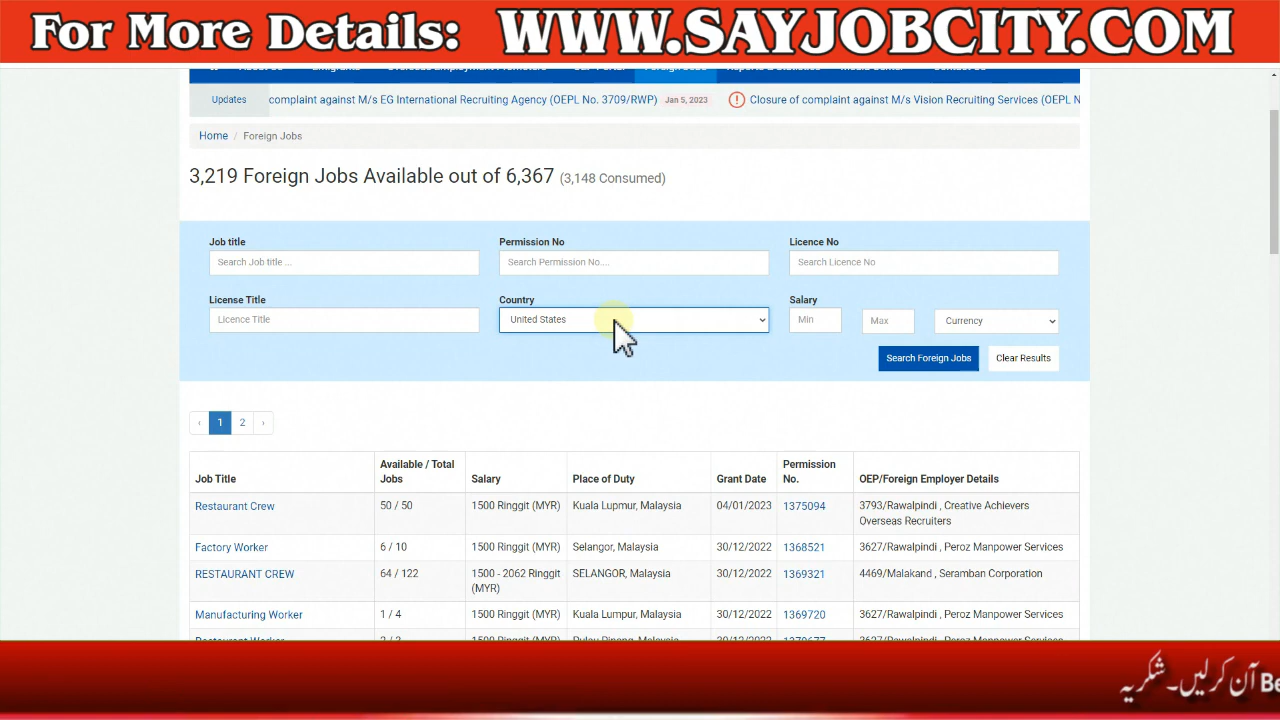 For More Details: WWW.SAYJOBCITY.COM
Updates complaint against M/s EG International Recruiting Agency (OEPL No. 3709/RWP) Jan 5, 2023 Closure of complaint against M/s Vision Recruiting Services (OEPL N
Home / Foreign Jobs
3,219 Foreign Jobs Available out of 6,367 (3,148 Consumed)
Job title Permission No Licence No
Search Job title ... Search Permission No.... Search Licence No
License Title Country Salary
Licence Title United States Min Max Currency
Search Foreign Jobs Clear Results
‹ 1 2 ›
Job Title Available / Total Jobs Salary Place of Duty Grant Date Permission No. OEP/Foreign Employer Details
Restaurant Crew 50 / 50 1500 Ringgit (MYR) Kuala Lupmur, Malaysia 04/01/2023 1375094 3793/Rawalpindi , Creative Achievers Overseas Recruiters
Factory Worker 6 / 10 1500 Ringgit (MYR) Selangor, Malaysia 30/12/2022 1368521 3627/Rawalpindi , Peroz Manpower Services
RESTAURANT CREW 64 / 122 1500 - 2062 Ringgit (MYR) SELANGOR, Malaysia 30/12/2022 1369321 4469/Malakand , Seramban Corporation
Manufacturing Worker 1 / 4 1500 Ringgit (MYR) Kuala Lumpur, Malaysia 30/12/2022 1369720 3627/Rawalpindi , Peroz Manpower Services
آن کرلیں۔شکریہ Be